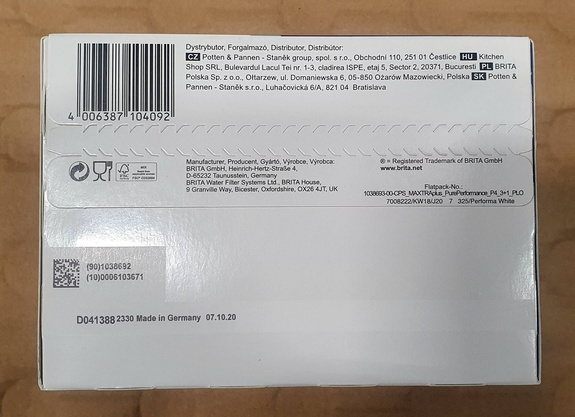 Dystrybutor, Forgalmazó, Distributor, Distribútor:
CZ Potten & Pannen - Staněk group, spol. s r.o., Obchodní 110, 251 01 Čestlice HU Kitchen
Shop SRL, Bulevardul Lacul Tei nr. 1-3, cladirea ISPE, etaj 5, Sector 2, 20371, Bucuresti PL BRITA
Polska Sp. z o.o., Ołtarzew, ul. Domaniewska 6, 05-850 Ożarów Mazowiecki, Polska SK Potten &
Pannen - Staněk s.r.o., Luhačovická 6/A, 821 04 Bratislava
4 006387 104092
Manufacturer, Producent, Gyártó, Výrobce, Výrobca:
BRITA GmbH, Heinrich-Hertz-Straße 4,
D-65232 Taunusstein, Germany
BRITA Water Filter Systems Ltd., BRITA House,
9 Granville Way, Bicester, Oxfordshire, OX26 4JT, UK
® = Registered Trademark of BRITA GmbH
www.brita.net
Flatpack-No.:
1038693-00-CPS_MAXTRAplus_PurePerformance_P4_3+1_PLO
7008222/KW18/J20 7 325/Performa White
FSC
MIX
(90)1038692
(10)0006103671
D041388 2330 Made in Germany 07.10.20